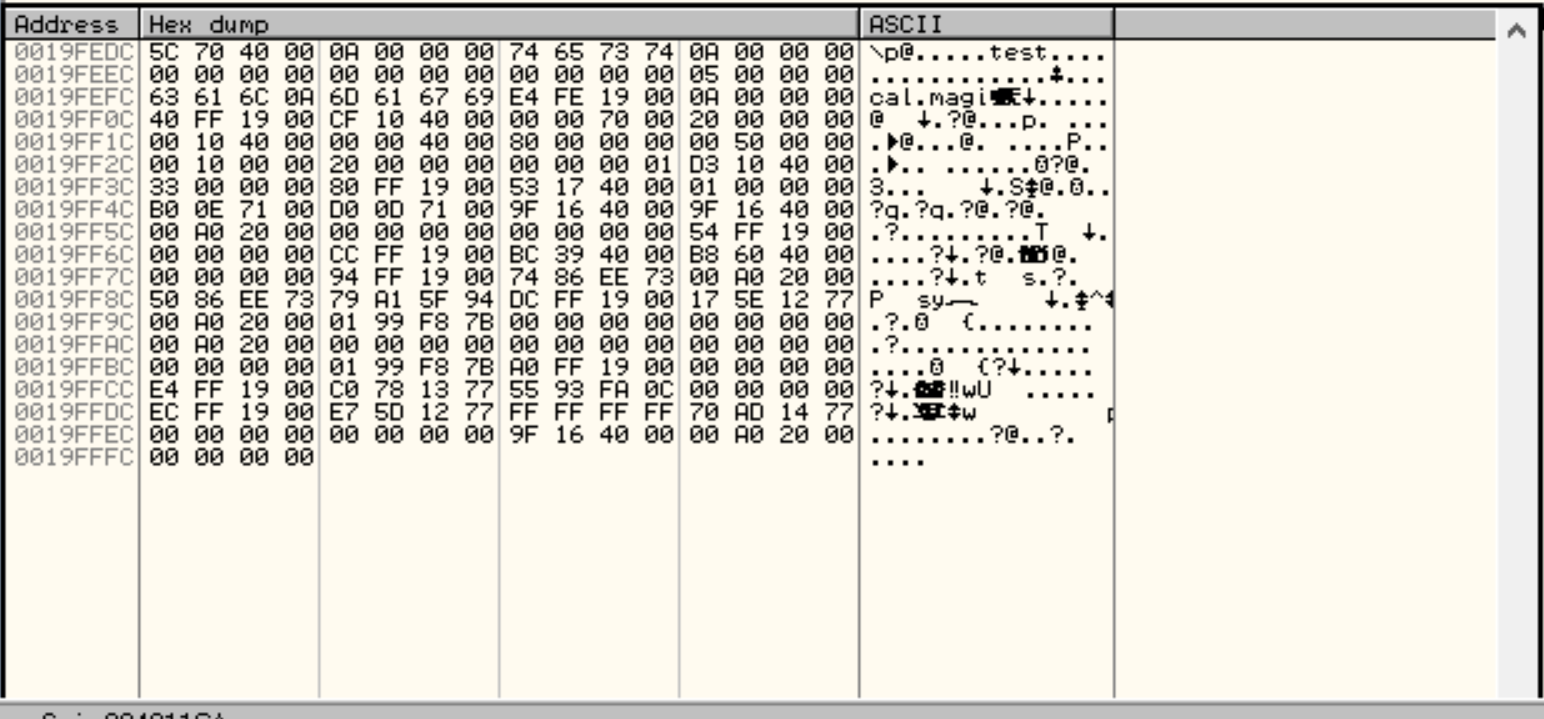 Address Hex dump ASCII
0019FEDC 5C 70 40 00 0A 00 00 00 74 65 73 74 0A 00 00 00 \p@.....test....
0019FEEC 00 00 00 00 00 00 00 00 00 00 00 00 05 00 00 00 ............‡...
0019FEFC 63 61 6C 0A 6D 61 67 69 E4 FE 19 00 0A 00 00 00 cal.magi ↓.....
0019FF0C 40 FF 19 00 CF 10 40 00 00 00 70 00 20 00 00 00 @ ↓.?@...p. ...
0019FF1C 00 10 40 00 00 00 40 00 80 00 00 00 00 50 00 00 .►@...@. ....P..
0019FF2C 00 10 00 00 20 00 00 00 00 00 00 01 D3 10 40 00 .►.. .......0?@.
0019FF3C 33 00 00 00 80 FF 19 00 53 17 40 00 01 00 00 00 3... ↓.S‡@.0..
0019FF4C B0 0E 71 00 D0 0D 71 00 9F 16 40 00 9F 16 40 00 ?q.?q.?@.?@.
0019FF5C 00 A0 20 00 00 00 00 00 00 00 00 00 54 FF 19 00 .?.........T ↓.
0019FF6C 00 00 00 00 CC FF 19 00 BC 39 40 00 B8 60 40 00 ....?↓.?@. @.
0019FF7C 00 00 00 00 94 FF 19 00 74 86 EE 73 00 A0 20 00 ....?↓.t s.?.
0019FF8C 50 86 EE 73 79 A1 5F 94 DC FF 19 00 17 5E 12 77 P sy ↓.‡^‡
0019FF9C 00 A0 20 00 01 99 F8 7B 00 00 00 00 00 00 00 00 .?.0 {........
0019FFAC 00 A0 20 00 00 00 00 00 00 00 00 00 00 00 00 00 .?.............
0019FFBC 00 00 00 00 01 99 F8 7B A0 FF 19 00 00 00 00 00 ....0 {?↓.....
0019FFCC E4 FF 19 00 C0 78 13 77 55 93 FA 0C 00 00 00 00 ?↓. ‼wU .....
0019FFDC EC FF 19 00 E7 5D 12 77 FF FF FF FF 70 AD 14 77 ?↓. ‡w p
0019FFEC 00 00 00 00 00 00 00 00 9F 16 40 00 00 A0 20 00 ........?@..?.
0019FFFC 00 00 00 00 ....